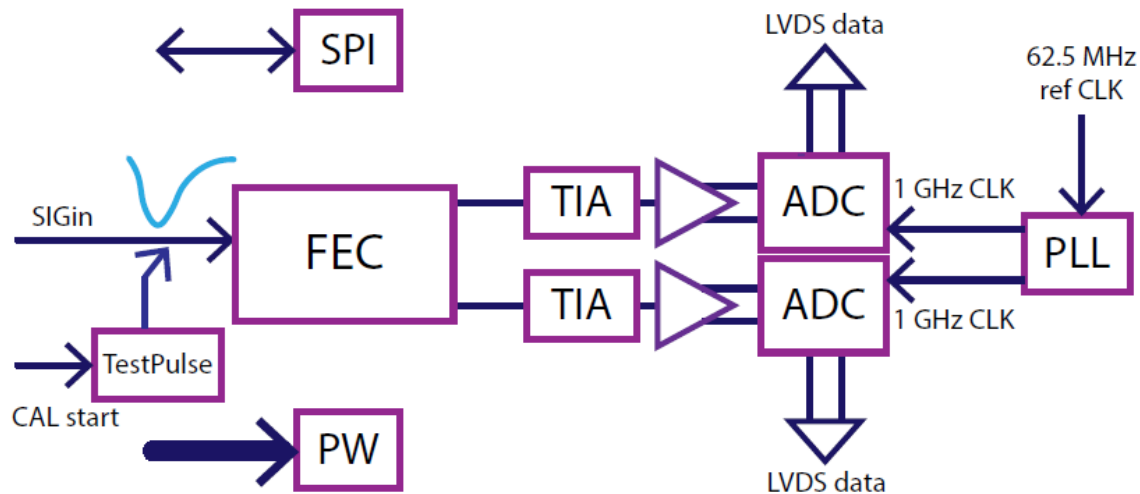 SPI
LVDS data
62.5 MHz
ref CLK
SIGin
FEC
TIA
ADC
1 GHz CLK
PLL
TIA
ADC
1 GHz CLK
TestPulse
CAL start
PW
LVDS data